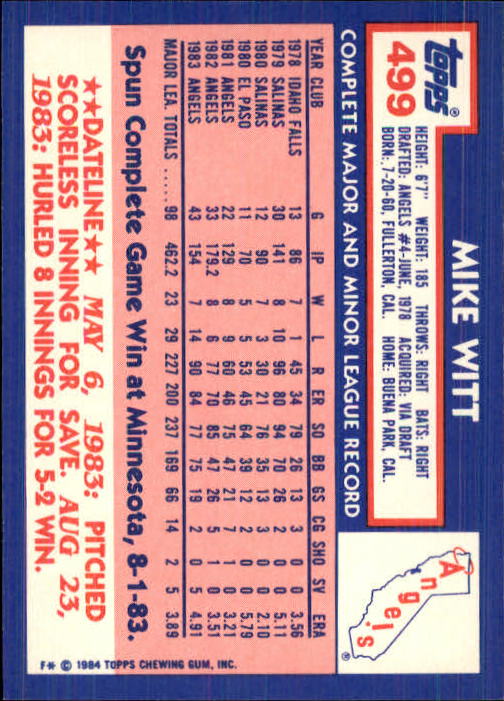 topps®
499
MIKE WITT
HEIGHT: 6'7" WEIGHT: 185 THROWS: RIGHT BATS: RIGHT
DRAFTED: ANGELS #4-JUNE, 1978 ACQUIRED: VIA DRAFT
BORN: 7-20-60, FULLERTON, CAL. HOME: BUENA PARK, CAL.
Angels®
COMPLETE MAJOR AND MINOR LEAGUE RECORD
YEAR CLUB G IP W L R ER SO BB GS CG SHO SV ERA
1978 IDAHO FALLS 13 86 7 1 45 34 79 26 13 3 0 0 3.56
1979 SALINAS 30 141 8 10 96 80 94 70 26 2 0 0 5.11
1980 SALINAS 12 90 7 3 30 21 76 35 13 5 2 0 2.10
1980 EL PASO 11 70 5 5 53 45 64 39 12 2 0 0 5.79
1981 ANGELS 22 129 8 9 60 46 75 47 21 7 1 0 3.21
1982 ANGELS 33 179.2 8 6 77 70 85 47 26 5 1 0 3.51
1983 ANGELS 43 154 7 14 90 84 77 75 19 2 0 5 4.91
MAJOR LEA. TOTALS ..... 98 462.2 23 29 227 200 237 169 66 14 2 5 3.89
Spun Complete Game Win at Minnesota, 8-1-83.
★★DATELINE★★ MAY 6, 1983: PITCHED
SCORELESS INNING FOR SAVE. AUG 23,
1983: HURLED 8 INNINGS FOR 5-2 WIN.
F* © 1984 TOPPS CHEWING GUM, INC.